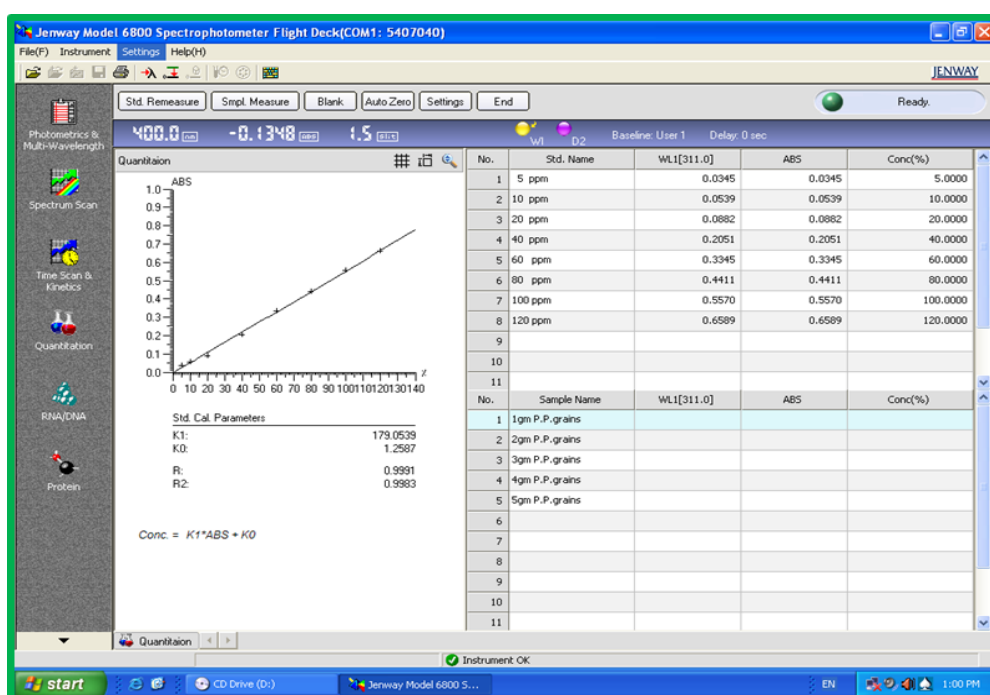 Jenway Model 6800 Spectrophotometer Flight Deck(COM1: 5407040)
File(F) Instrument Settings Help(H)
JENWAY
Std. Remeasure Smpl. Measure Blank Auto Zero Settings End Ready.
400.0 nm -0.1348 abs 1.5 slit WI D2 Baseline: User 1 Delay: 0 sec
Photometrics &
Multi-Wavelength
Spectrum Scan
Time Scan &
Kinetics
Quantitation
RNA/DNA
Protein
Quantitaion
ABS
1.0
0.9
0.8
0.7
0.6
0.5
0.4
0.3
0.2
0.1
0.0
X
0 10 20 30 40 50 60 70 80 90 100110120130140
Std. Cal. Parameters
K1: 179.0539
K0: 1.2587
R: 0.9991
R2: 0.9983
Conc. = K1*ABS + K0
No. Std. Name WL1[311.0] ABS Conc(%)
1 5 ppm 0.0345 0.0345 5.0000
2 10 ppm 0.0539 0.0539 10.0000
3 20 ppm 0.0882 0.0882 20.0000
4 40 ppm 0.2051 0.2051 40.0000
5 60 ppm 0.3345 0.3345 60.0000
6 80 ppm 0.4411 0.4411 80.0000
7 100 ppm 0.5570 0.5570 100.0000
8 120 ppm 0.6589 0.6589 120.0000
9
10
11
No. Sample Name WL1[311.0] ABS Conc(%)
1 1gm P.P.grains
2 2gm P.P.grains
3 3gm P.P.grains
4 4gm P.P.grains
5 5gm P.P.grains
6
7
8
9
10
11
Quantitaion
Instrument OK
start CD Drive (D:) Jenway Model 6800 S... EN 1:00 PM